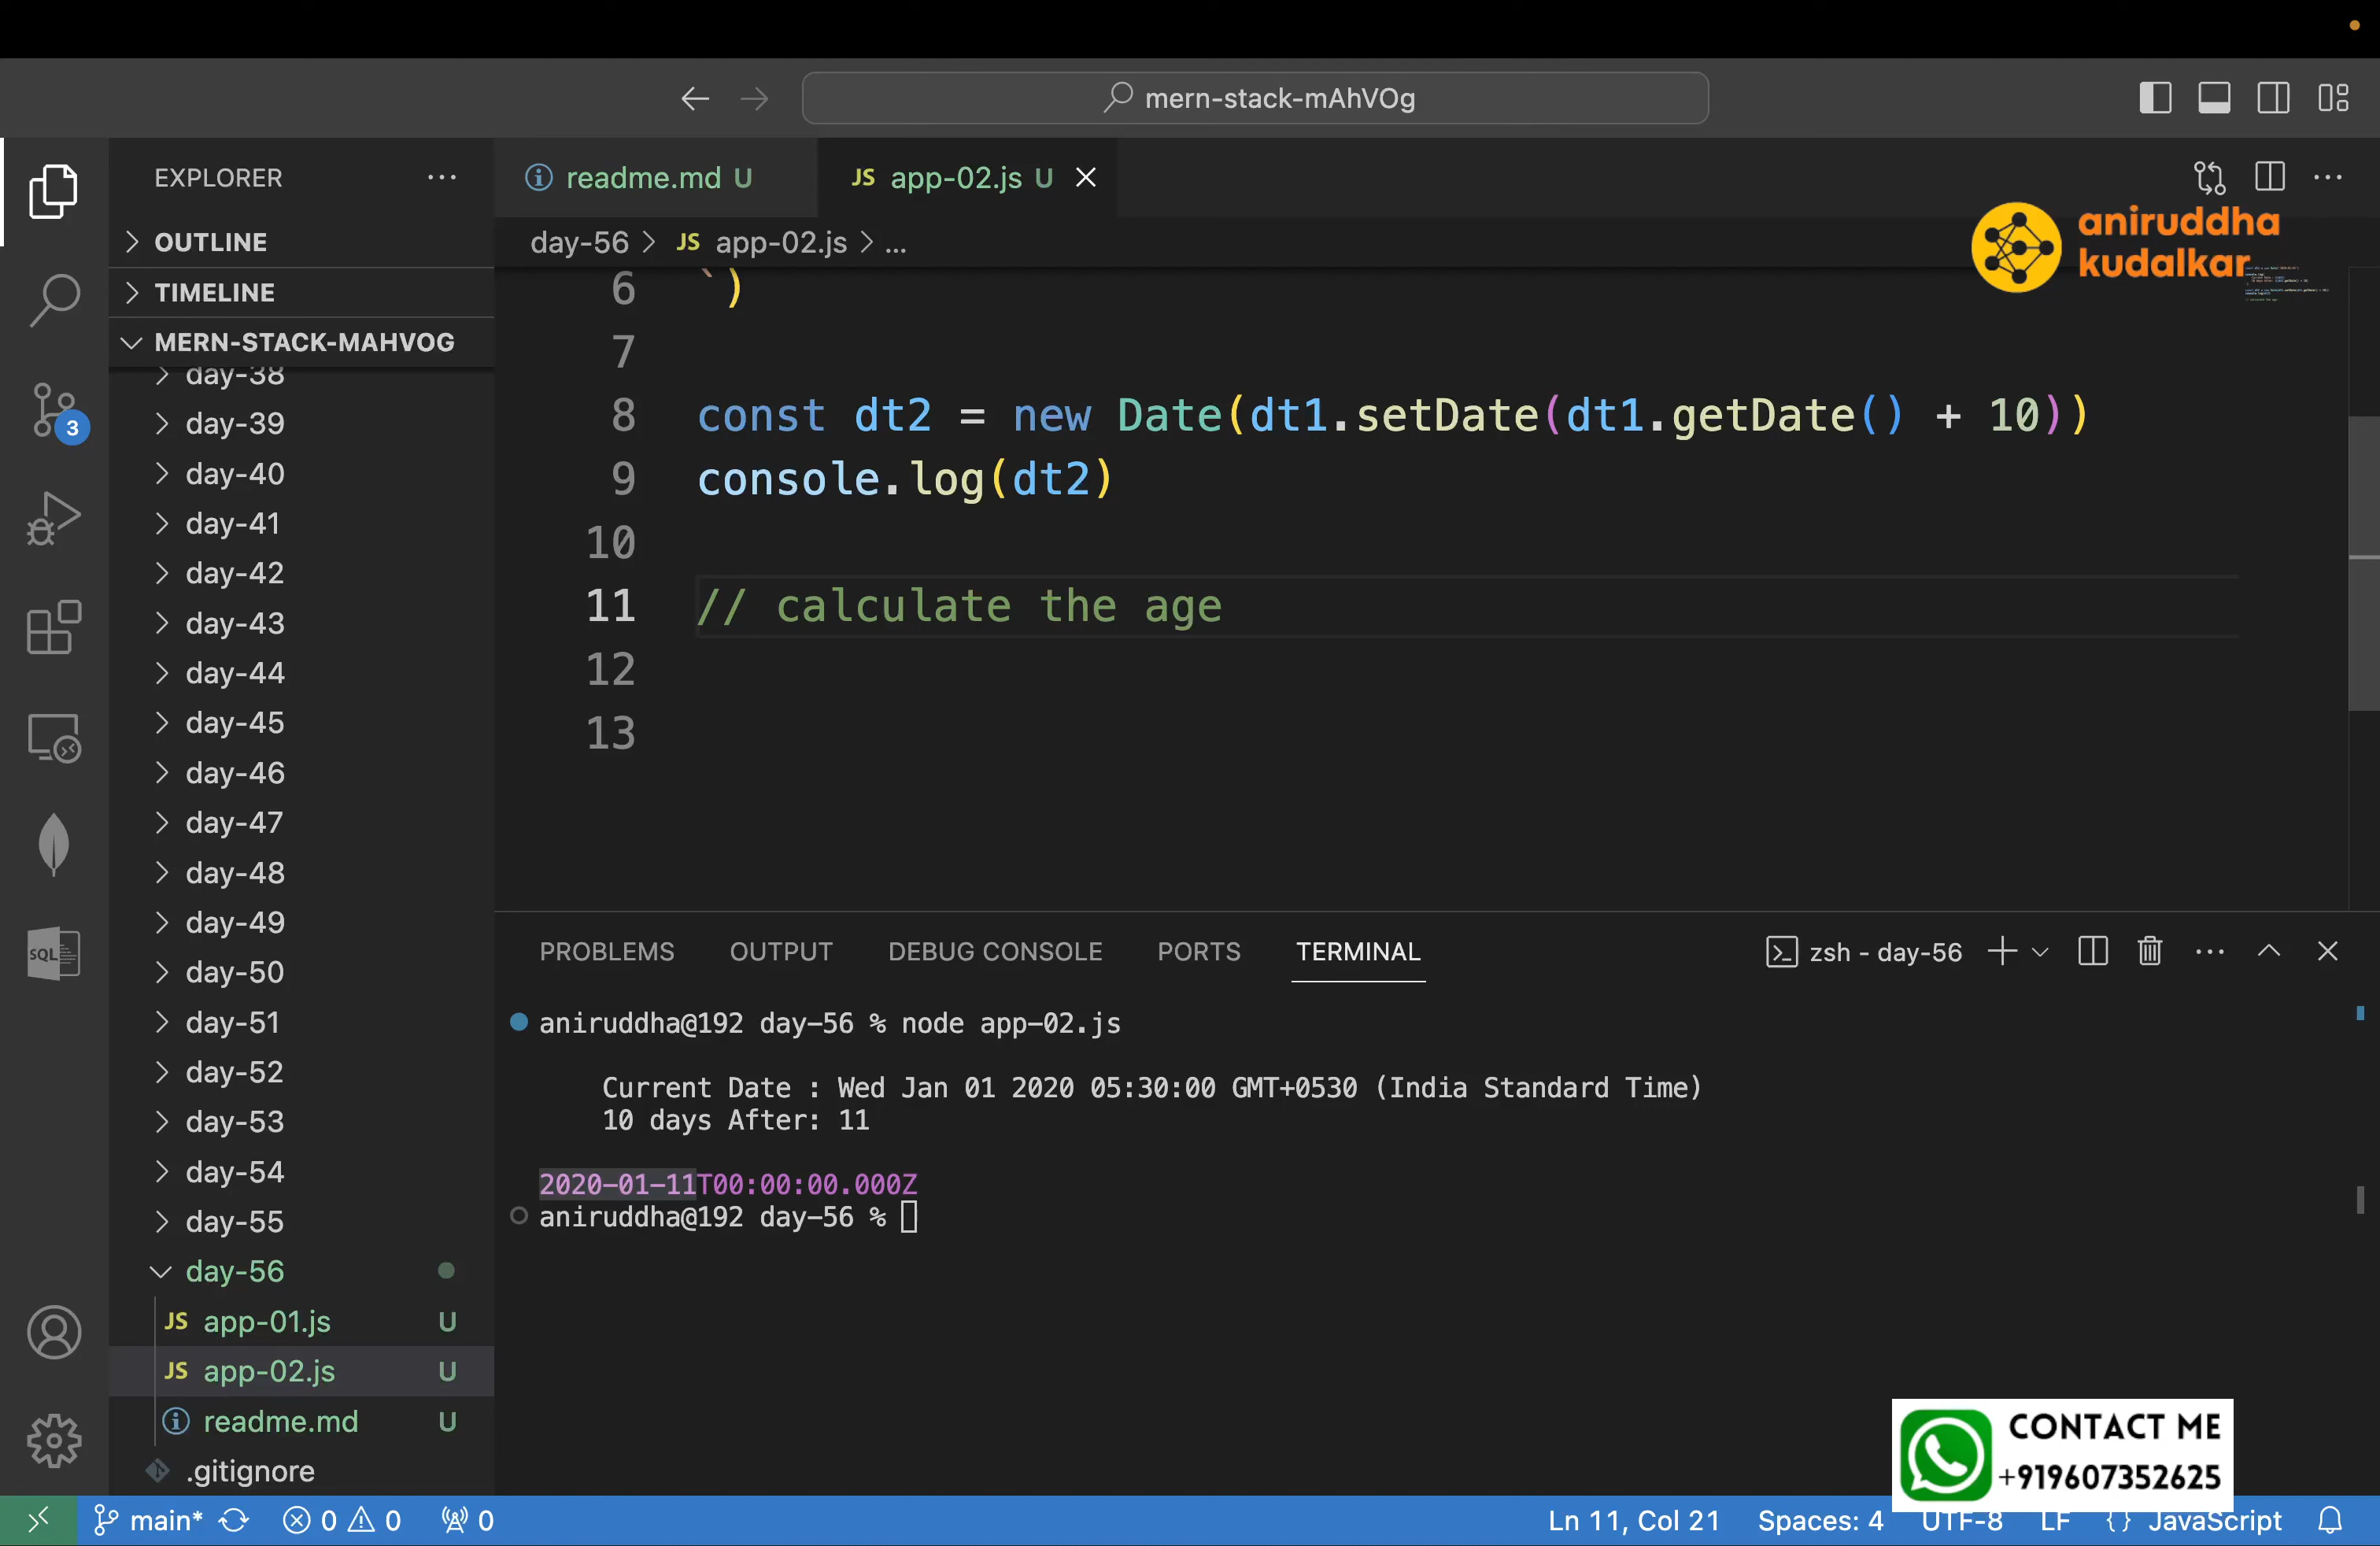 mern-stack-mAhVOg
EXPLORER
OUTLINE
TIMELINE
MERN-STACK-MAHVOG
day-38
day-39
day-40
day-41
day-42
day-43
day-44
day-45
day-46
day-47
day-48
day-49
day-50
day-51
day-52
day-53
day-54
day-55
day-56
JS app-01.js U
JS app-02.js U
readme.md U
.gitignore
3
SQL
readme.md U
JS app-02.js U
day-56 > JS app-02.js > ...
aniruddha
kudalkar
6 `)
7
8 const dt2 = new Date(dt1.setDate(dt1.getDate() + 10))
9 console.log(dt2)
10
11 // calculate the age
12
13
PROBLEMS OUTPUT DEBUG CONSOLE PORTS TERMINAL
zsh - day-56
aniruddha@192 day-56 % node app-02.js
Current Date : Wed Jan 01 2020 05:30:00 GMT+0530 (India Standard Time)
10 days After: 11
2020-01-11T00:00:00.000Z
aniruddha@192 day-56 %
CONTACT ME
+919607352625
main* 0 0 0
Ln 11, Col 21 Spaces: 4 UTF-8 LF {} JavaScript